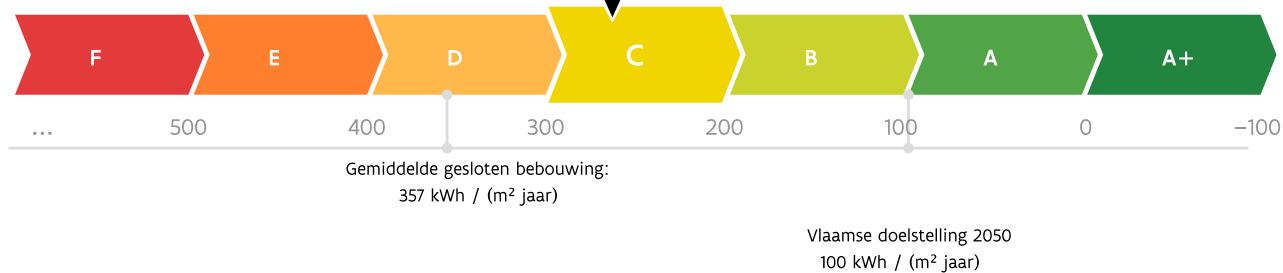 F E D C B A A+
... 500 400 300 200 100 0 −100
Gemiddelde gesloten bebouwing:
357 kWh / (m² jaar)
Vlaamse doelstelling 2050
100 kWh / (m² jaar)